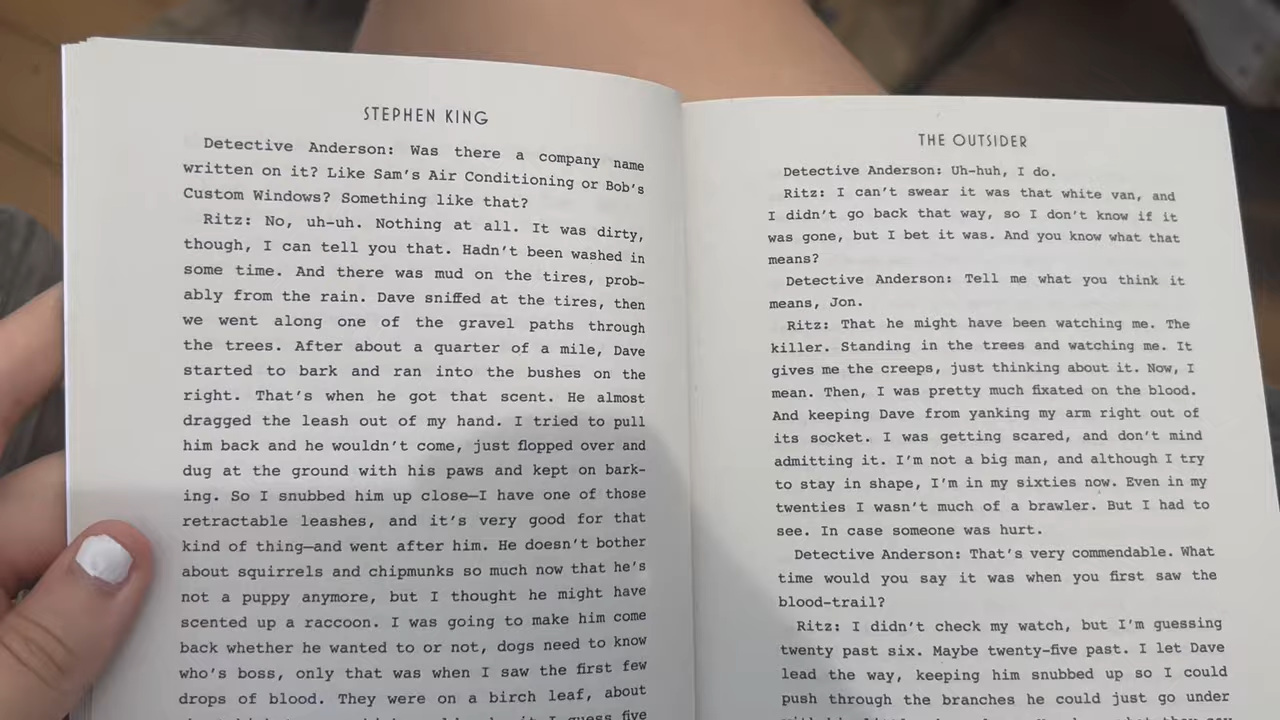 STEPHEN KING
Detective Anderson: Was there a company name
written on it? Like Sam's Air Conditioning or Bob's
Custom Windows? Something like that?
Ritz: No, uh-uh. Nothing at all. It was dirty,
though, I can tell you that. Hadn't been washed in
some time. And there was mud on the tires, prob-
ably from the rain. Dave sniffed at the tires, then
we went along one of the gravel paths through
the trees. After about a quarter of a mile, Dave
started to bark and ran into the bushes on the
right. That's when he got that scent. He almost
dragged the leash out of my hand. I tried to pull
him back and he wouldn't come, just flopped over and
dug at the ground with his paws and kept on bark-
ing. So I snubbed him up close—I have one of those
retractable leashes, and it's very good for that
kind of thing—and went after him. He doesn't bother
about squirrels and chipmunks so much now that he's
not a puppy anymore, but I thought he might have
scented up a raccoon. I was going to make him come
back whether he wanted to or not, dogs need to know
who's boss, only that was when I saw the first few
drops of blood. They were on a birch leaf, about
I guess five
THE OUTSIDER
Detective Anderson: Uh-huh, I do.
Ritz: I can't swear it was that white van, and
I didn't go back that way, so I don't know if it
was gone, but I bet it was. And you know what that
means?
Detective Anderson: Tell me what you think it
means, Jon.
Ritz: That he might have been watching me. The
killer. Standing in the trees and watching me. It
gives me the creeps, just thinking about it. Now, I
mean. Then, I was pretty much fixated on the blood.
And keeping Dave from yanking my arm right out of
its socket. I was getting scared, and don't mind
admitting it. I'm not a big man, and although I try
to stay in shape, I'm in my sixties now. Even in my
twenties I wasn't much of a brawler. But I had to
see. In case someone was hurt.
Detective Anderson: That's very commendable. What
time would you say it was when you first saw the
blood-trail?
Ritz: I didn't check my watch, but I'm guessing
twenty past six. Maybe twenty-five past. I let Dave
lead the way, keeping him snubbed up so I could
push through the branches he could just go under